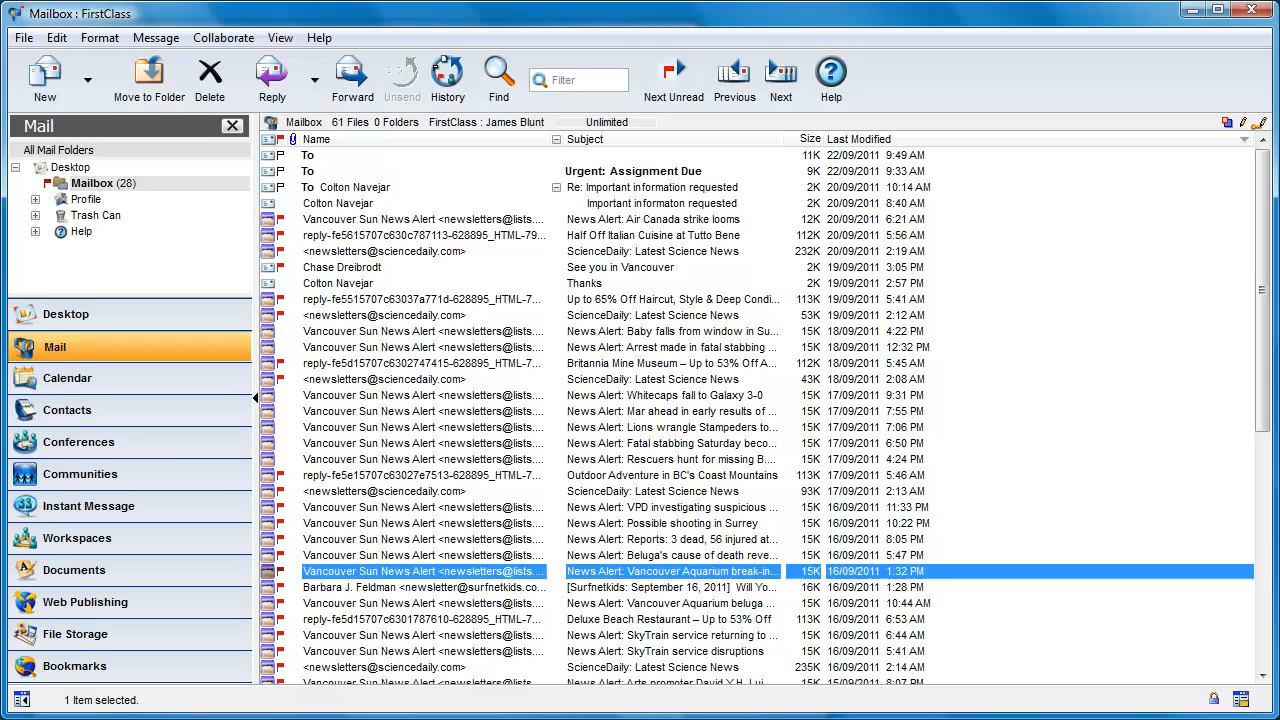 Mailbox : FirstClass
File Edit Format Message Collaborate View Help
New Move to Folder Delete Reply Forward Unsend History Find Filter Next Unread Previous Next Help
Mail
All Mail Folders
Desktop
Mailbox (28)
Profile
Trash Can
Help
Desktop
Mail
Calendar
Contacts
Conferences
Communities
Instant Message
Workspaces
Documents
Web Publishing
File Storage
Bookmarks
Mailbox 61 Files 0 Folders FirstClass : James Blunt Unlimited
Name Subject Size Last Modified
To 11K 22/09/2011 9:49 AM
To Urgent: Assignment Due 9K 22/09/2011 9:33 AM
To Colton Navejar Re: Important information requested 2K 20/09/2011 10:14 AM
Colton Navejar Important informaton requested 2K 20/09/2011 8:40 AM
Vancouver Sun News Alert <newsletters@lists.... News Alert: Air Canada strike looms 12K 20/09/2011 6:21 AM
reply-fe5615707c630c787113-628895_HTML-79... Half Off Italian Cuisine at Tutto Bene 112K 20/09/2011 5:56 AM
<newsletters@sciencedaily.com> ScienceDaily: Latest Science News 232K 20/09/2011 2:19 AM
Chase Dreibrodt See you in Vancouver 2K 19/09/2011 3:05 PM
Colton Navejar Thanks 2K 19/09/2011 2:57 PM
reply-fe5515707c63037a771d-628895_HTML-7... Up to 65% Off Haircut, Style & Deep Condi... 113K 19/09/2011 5:41 AM
<newsletters@sciencedaily.com> ScienceDaily: Latest Science News 53K 19/09/2011 2:12 AM
Vancouver Sun News Alert <newsletters@lists.... News Alert: Baby falls from window in Su... 15K 18/09/2011 4:22 PM
Vancouver Sun News Alert <newsletters@lists.... News Alert: Arrest made in fatal stabbing ... 15K 18/09/2011 12:32 PM
reply-fe5d15707c6302747415-628895_HTML-7... Britannia Mine Museum – Up to 53% Off A... 112K 18/09/2011 5:45 AM
<newsletters@sciencedaily.com> ScienceDaily: Latest Science News 43K 18/09/2011 2:08 AM
Vancouver Sun News Alert <newsletters@lists.... News Alert: Whitecaps fall to Galaxy 3-0 15K 17/09/2011 9:31 PM
Vancouver Sun News Alert <newsletters@lists.... News Alert: Mar ahead in early results of ... 15K 17/09/2011 7:55 PM
Vancouver Sun News Alert <newsletters@lists.... News Alert: Lions wrangle Stampeders to... 15K 17/09/2011 7:06 PM
Vancouver Sun News Alert <newsletters@lists.... News Alert: Fatal stabbing Saturday beco... 15K 17/09/2011 6:50 PM
Vancouver Sun News Alert <newsletters@lists.... News Alert: Rescuers hunt for missing B... 15K 17/09/2011 4:24 PM
reply-fe5e15707c63027e7513-628895_HTML-7... Outdoor Adventure in BC's Coast Mountains 113K 17/09/2011 5:46 AM
<newsletters@sciencedaily.com> ScienceDaily: Latest Science News 93K 17/09/2011 2:13 AM
Vancouver Sun News Alert <newsletters@lists.... News Alert: VPD investigating suspicious ... 15K 16/09/2011 11:33 PM
Vancouver Sun News Alert <newsletters@lists.... News Alert: Possible shooting in Surrey 15K 16/09/2011 10:22 PM
Vancouver Sun News Alert <newsletters@lists.... News Alert: Reports: 3 dead, 56 injured at... 15K 16/09/2011 8:05 PM
Vancouver Sun News Alert <newsletters@lists.... News Alert: Beluga's cause of death reve... 15K 16/09/2011 5:47 PM
Vancouver Sun News Alert <newsletters@lists.... News Alert: Vancouver Aquarium break-in... 15K 16/09/2011 1:32 PM
Barbara J. Feldman <newsletter@surfnetkids.co... [Surfnetkids: September 16, 2011] Will Yo... 16K 16/09/2011 1:28 PM
Vancouver Sun News Alert <newsletters@lists.... News Alert: Vancouver Aquarium beluga ... 15K 16/09/2011 10:44 AM
reply-fe5d15707c6301787610-628895_HTML-7... Deluxe Beach Restaurant – Up to 53% Off 113K 16/09/2011 6:53 AM
Vancouver Sun News Alert <newsletters@lists.... News Alert: SkyTrain service returning to ... 15K 16/09/2011 6:44 AM
Vancouver Sun News Alert <newsletters@lists.... News Alert: SkyTrain service disruptions 15K 16/09/2011 5:41 AM
<newsletters@sciencedaily.com> ScienceDaily: Latest Science News 235K 16/09/2011 2:14 AM
Vancouver Sun News Alert <newsletters@lists.... News Alert: Arts promoter David Y.H. Lui 15K 15/09/2011 8:07 PM
1 Item selected.